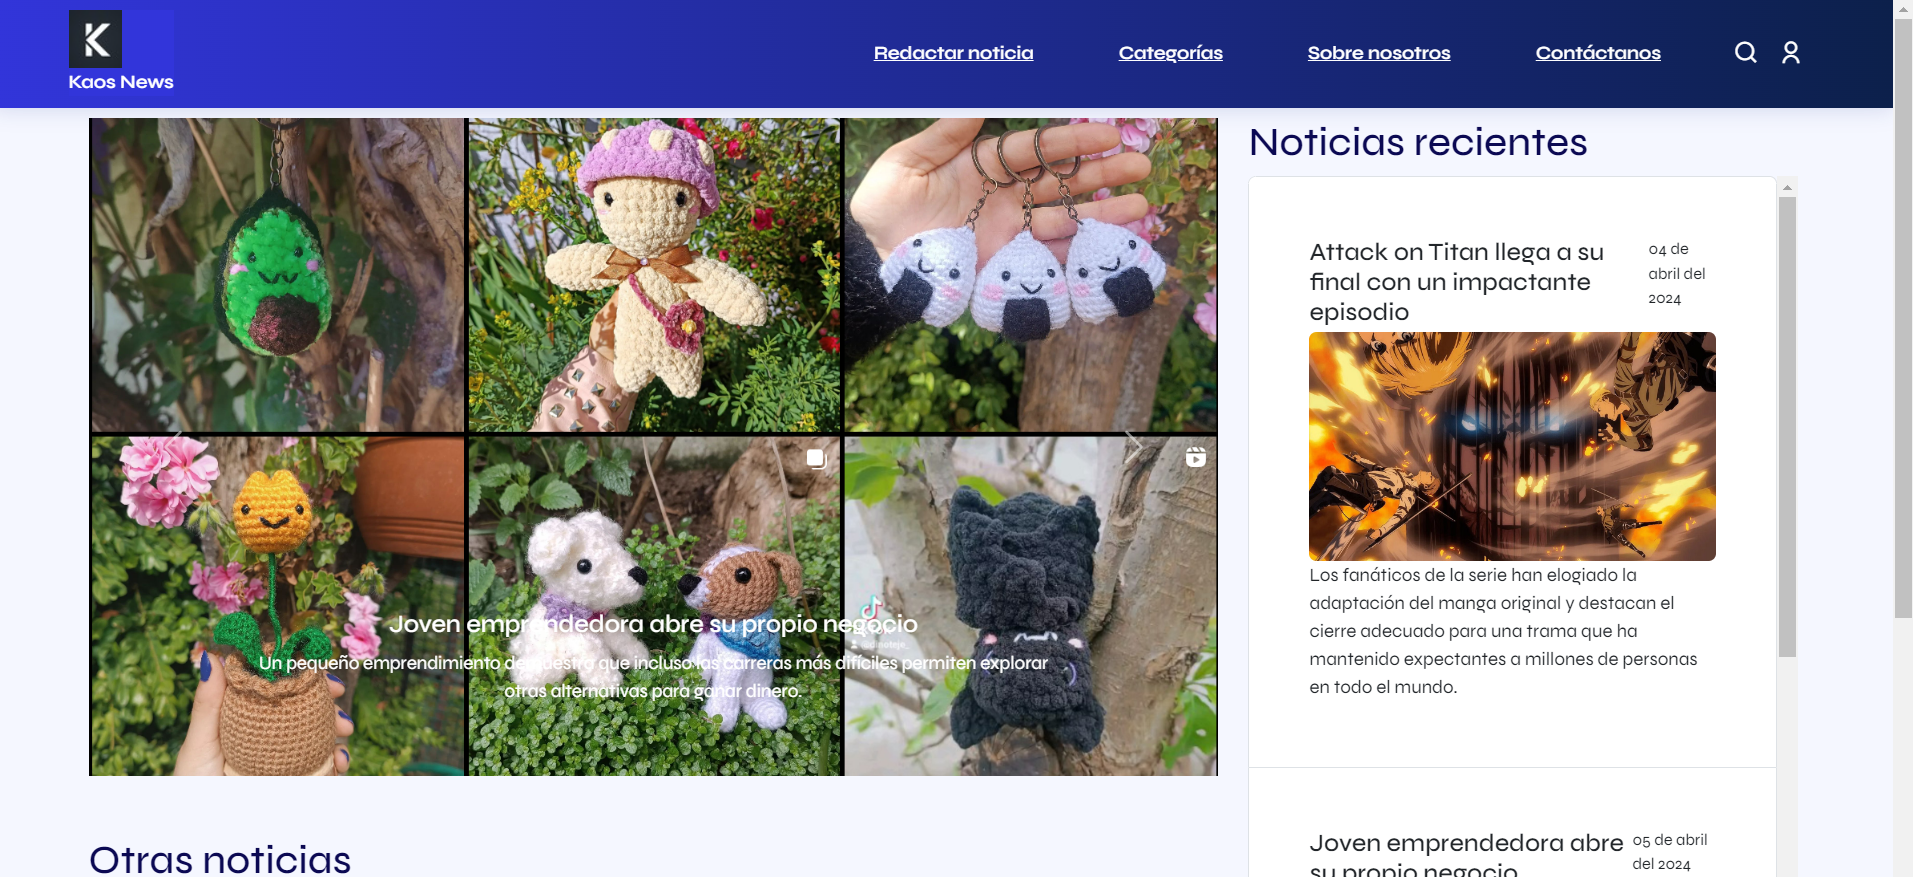 K
Kaos News
Redactar noticia
Categorías
Sobre nosotros
Contáctanos
Joven emprendedora abre su propio negocio
Un pequeño emprendimiento demuestra que incluso las carreras más difíciles permiten explorar
otras alternativas para ganar dinero.
Otras noticias
Noticias recientes
Attack on Titan llega a su
final con un impactante
episodio
04 de
abril del
2024
Los fanáticos de la serie han elogiado la
adaptación del manga original y destacan el
cierre adecuado para una trama que ha
mantenido expectantes a millones de personas
en todo el mundo.
Joven emprendedora abre
su propio negocio
05 de abril
del 2024